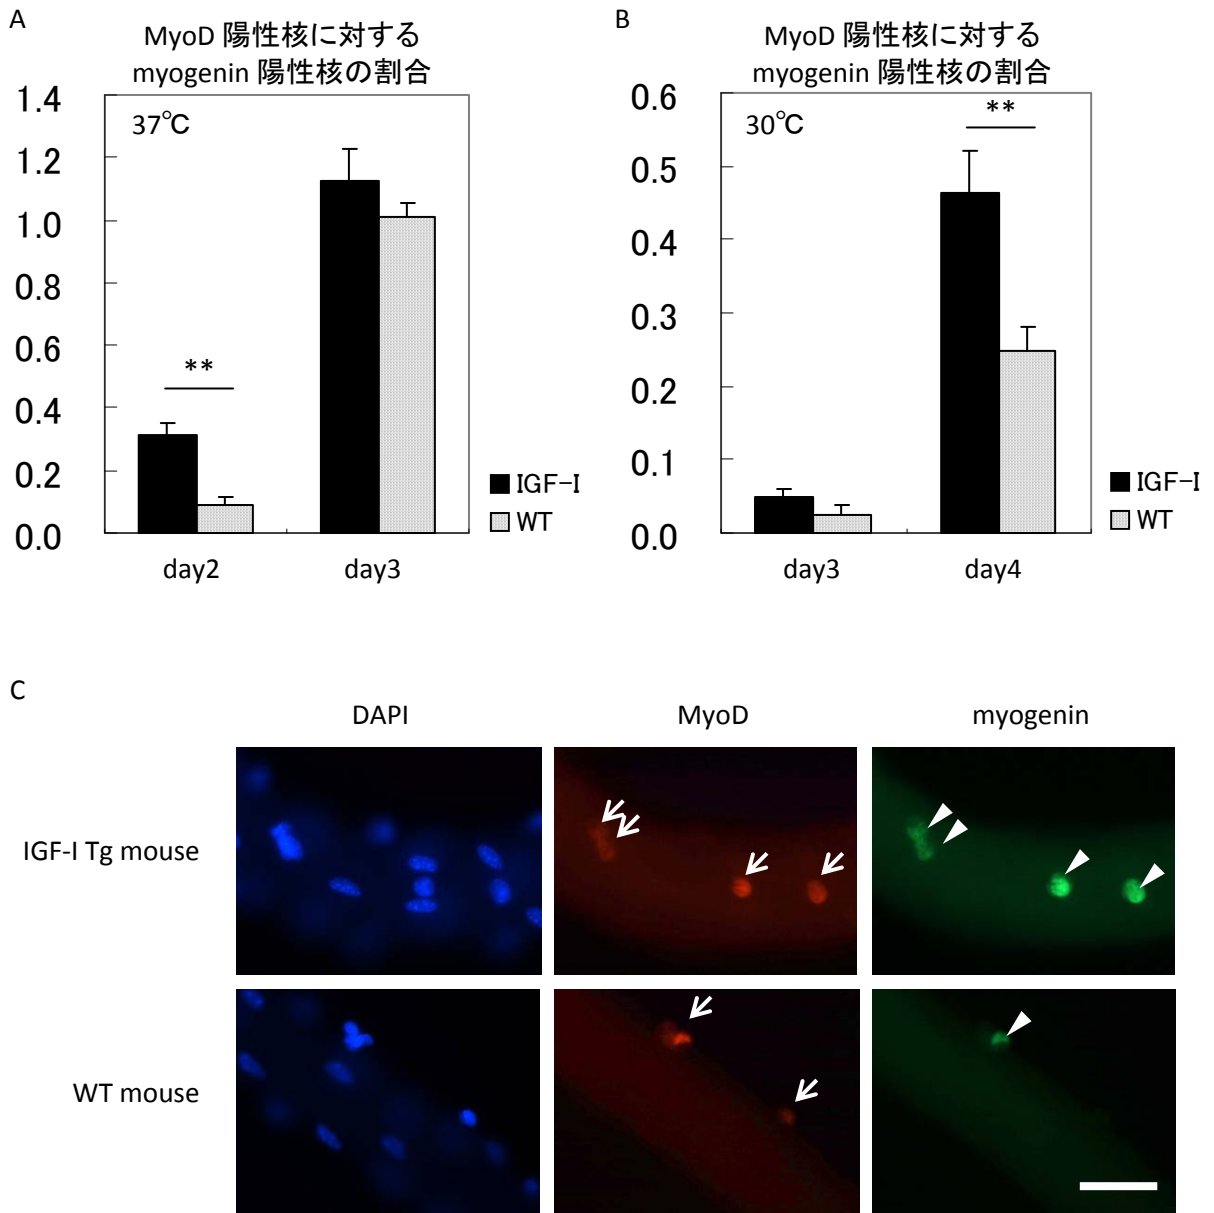 A
MyoD 陽性核に対する
myogenin 陽性核の割合
1.4
1.2
1.0
0.8
0.6
0.4
0.2
0.0
37℃
**
day2
day3
IGF-I
WT
B
MyoD 陽性核に対する
myogenin 陽性核の割合
0.6
0.5
0.4
0.3
0.2
0.1
0.0
30℃
**
day3
day4
IGF-I
WT
C
DAPI
MyoD
myogenin
IGF-I Tg mouse
WT mouse